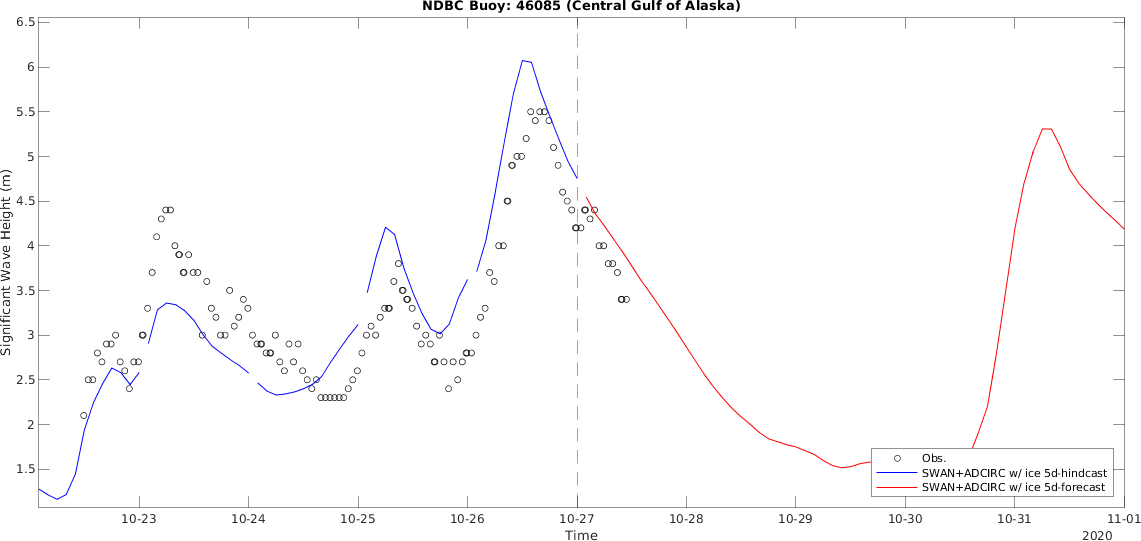 NDBC Buoy: 46085 (Central Gulf of Alaska)
6.5
6
5.5
5
4.5
4
3.5
3
2.5
2
1.5
Significant Wave Height (m)
Obs.
SWAN+ADCIRC w/ ice 5d-hindcast
SWAN+ADCIRC w/ ice 5d-forecast
10-23 10-24 10-25 10-26 10-27 10-28 10-29 10-30 10-31 11-01
Time
2020